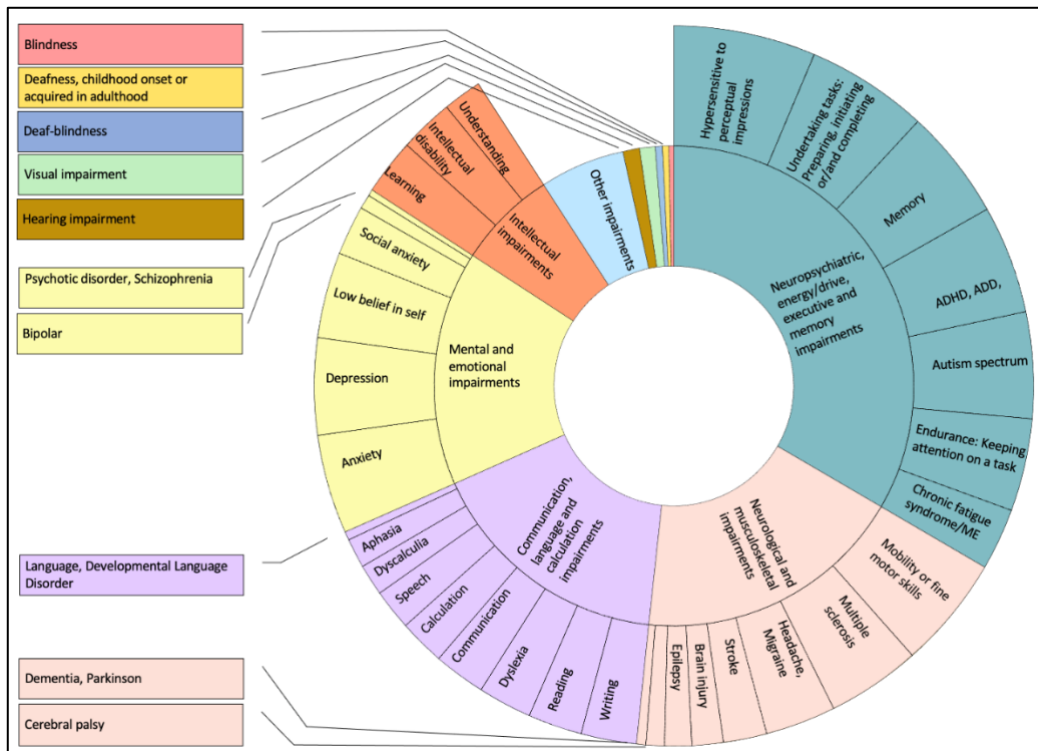 Blindness
Deafness, childhood onset or
acquired in adulthood
Deaf-blindness
Visual impairment
Hearing impairment
Psychotic disorder, Schizophrenia
Bipolar
Language, Developmental Language
Disorder
Dementia, Parkinson
Cerebral palsy
Hypersensitive to
perceptual
impressions
Undertaking tasks:
Preparing, initiating
or/and completing
Memory
ADHD, ADD,
Autism spectrum
Endurance: Keeping
attention on a task
Chronic fatigue
syndrome/ME
Neuropsychiatric,
energy/drive,
executive and
memory
impairments
Mobility or fine
motor skills
Multiple
sclerosis
Headache,
Migraine
Stroke
Brain injury
Epilepsy
Neurological and
musculoskeletal
impairments
Writing
Reading
Dyslexia
Communication
Calculation
Speech
Dyscalculia
Aphasia
Communication,
language and
calculation
impairments
Anxiety
Depression
Low belief in self
Social anxiety
Mental and emotional
impairments
Learning
Intellectual
disability
Understanding
Intellectual
impairments
Other impairments